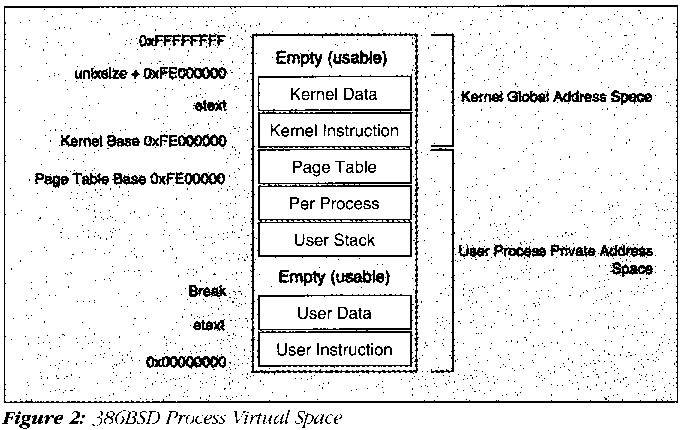 0xFFFFFFFF
Empty (usable)
unixsize + 0xFE000000
Kernel Data
Kernel Global Address Space
etext
Kernel Instruction
Kernel Base 0xFE000000
Page Table
Page Table Base 0xFE00000
Per Process
User Stack
User Process Private Address
Space
Empty (usable)
Break
User Data
etext
User Instruction
0x00000000
Figure 2: 386BSD Process Virtual Space